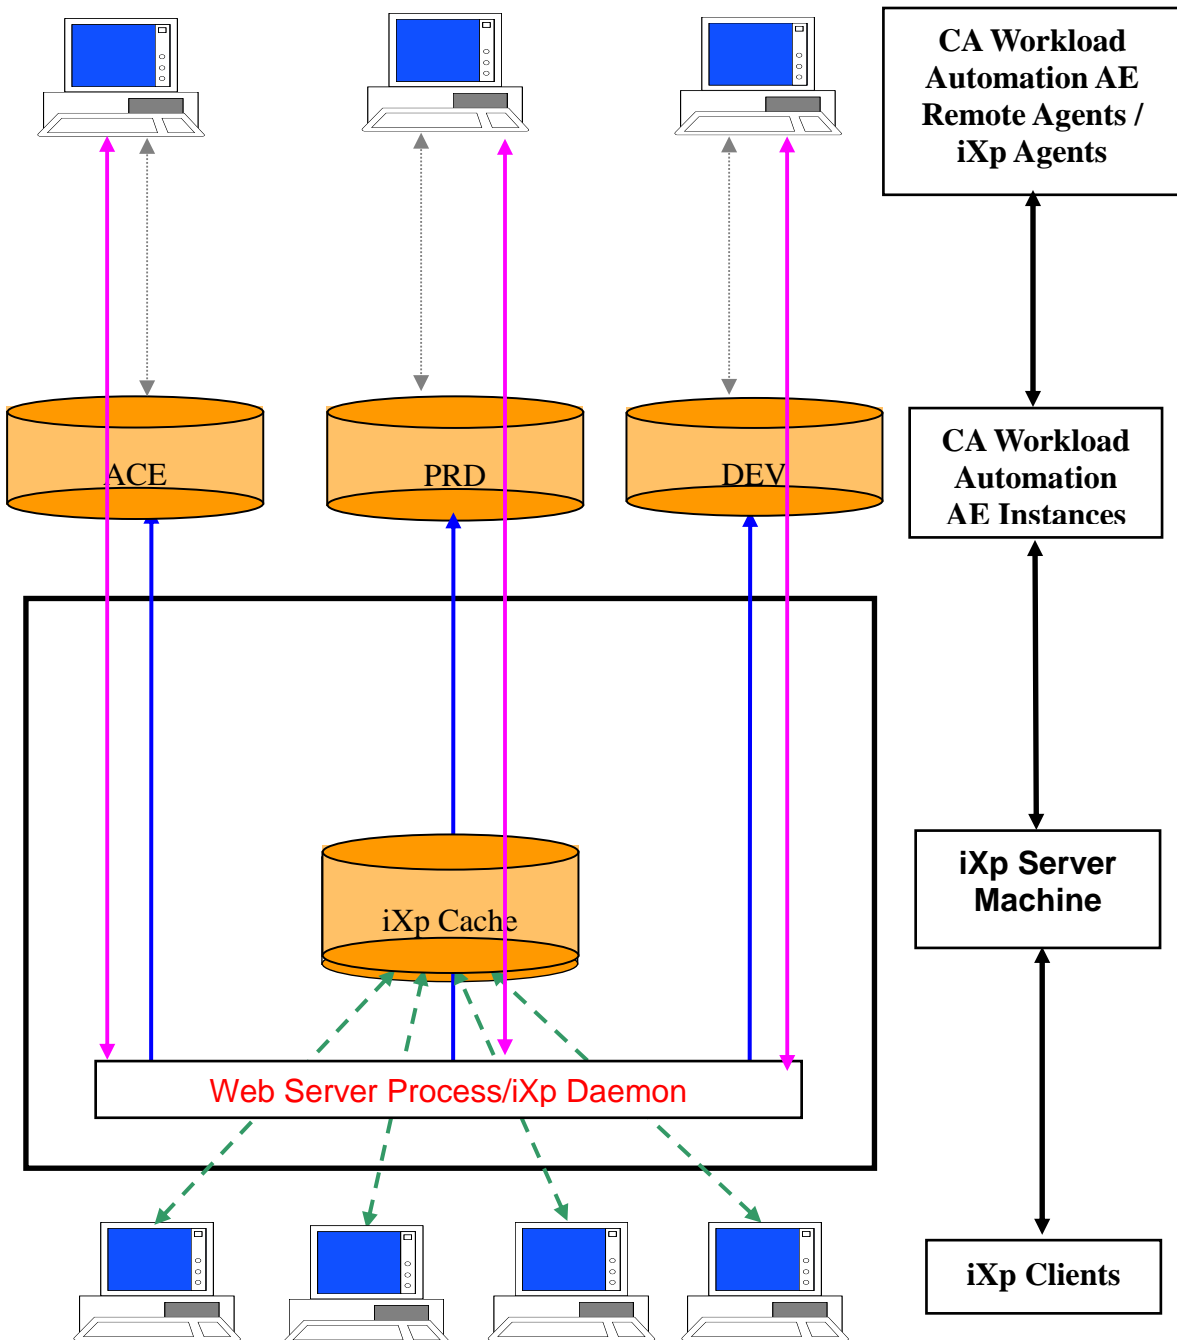 CA Workload
Automation AE
Remote Agents /
iXp Agents
ACE
PRD
DEV
CA Workload
Automation
AE Instances
iXp Cache
iXp Server
Machine
Web Server Process/iXp Daemon
iXp Clients